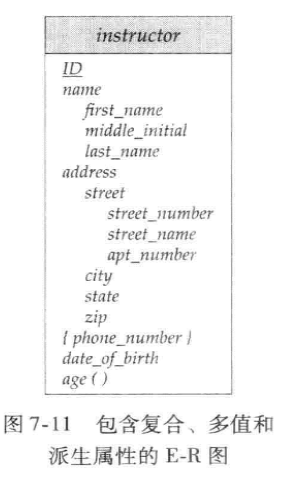 instructor
ID
name
first_name
middle_initial
last_name
address
street
street_number
street_name
apt_number
city
state
zip
{ phone_number }
date_of_birth
age ( )
图 7-11 包含复合、多值和
派生属性的 E-R 图